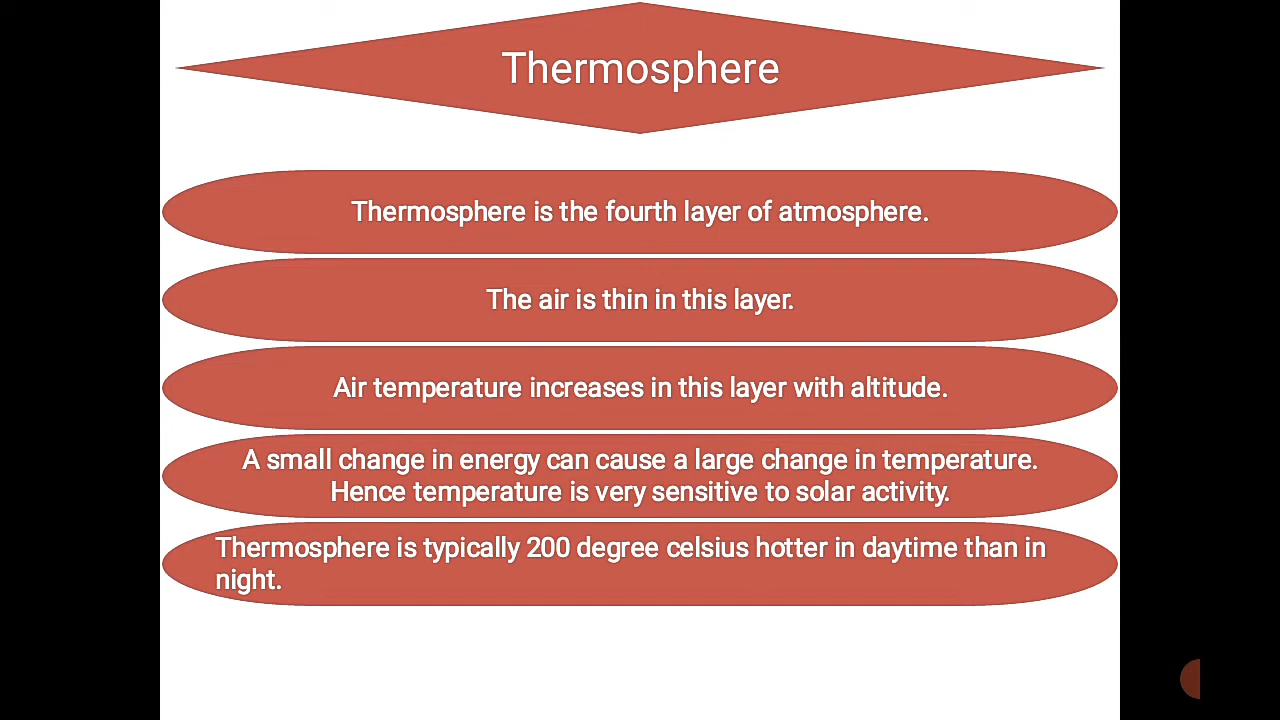 Thermosphere
Thermosphere is the fourth layer of atmosphere.
The air is thin in this layer.
Air temperature increases in this layer with altitude.
A small change in energy can cause a large change in temperature.
Hence temperature is very sensitive to solar activity.
Thermosphere is typically 200 degree celsius hotter in daytime than in
night.